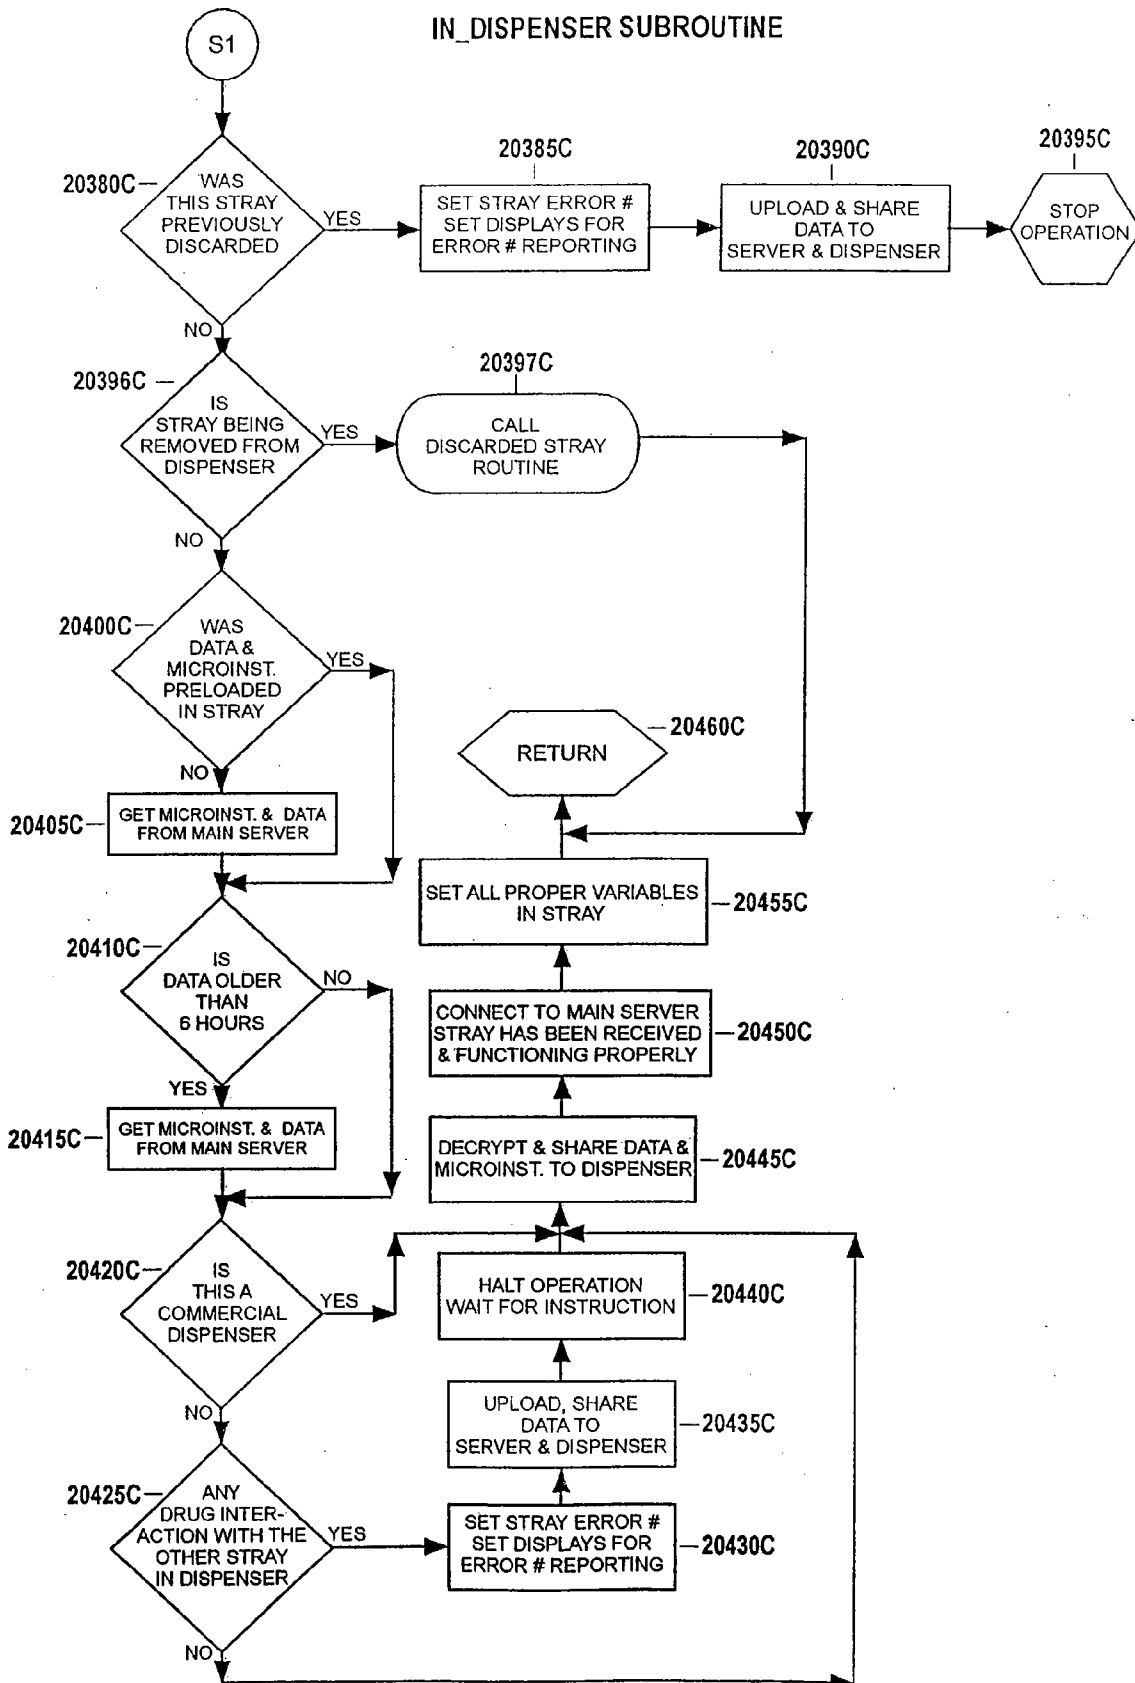 IN_DISPENSER SUBROUTINE
S1
20380C
WAS
THIS STRAY
PREVIOUSLY
DISCARDED
YES
20385C
SET STRAY ERROR #
SET DISPLAYS FOR
ERROR # REPORTING
20390C
UPLOAD & SHARE
DATA TO
SERVER & DISPENSER
20395C
STOP
OPERATION
NO
20396C
IS
STRAY BEING
REMOVED FROM
DISPENSER
YES
20397C
CALL
DISCARDED STRAY
ROUTINE
NO
20400C
WAS
DATA &
MICROINST.
PRELOADED
IN STRAY
YES
NO
20405C
GET MICROINST. & DATA
FROM MAIN SERVER
20410C
IS
DATA OLDER
THAN
6 HOURS
NO
YES
20415C
GET MICROINST. & DATA
FROM MAIN SERVER
20420C
IS
THIS A
COMMERCIAL
DISPENSER
YES
NO
20425C
ANY
DRUG INTER-
ACTION WITH THE
OTHER STRAY
IN DISPENSER
YES
NO
RETURN
20460C
SET ALL PROPER VARIABLES
IN STRAY
20455C
CONNECT TO MAIN SERVER
STRAY HAS BEEN RECEIVED
& FUNCTIONING PROPERLY
20450C
DECRYPT & SHARE DATA &
MICROINST. TO DISPENSER
20445C
HALT OPERATION
WAIT FOR INSTRUCTION
20440C
UPLOAD, SHARE
DATA TO
SERVER & DISPENSER
20435C
SET STRAY ERROR #
SET DISPLAYS FOR
ERROR # REPORTING
20430C